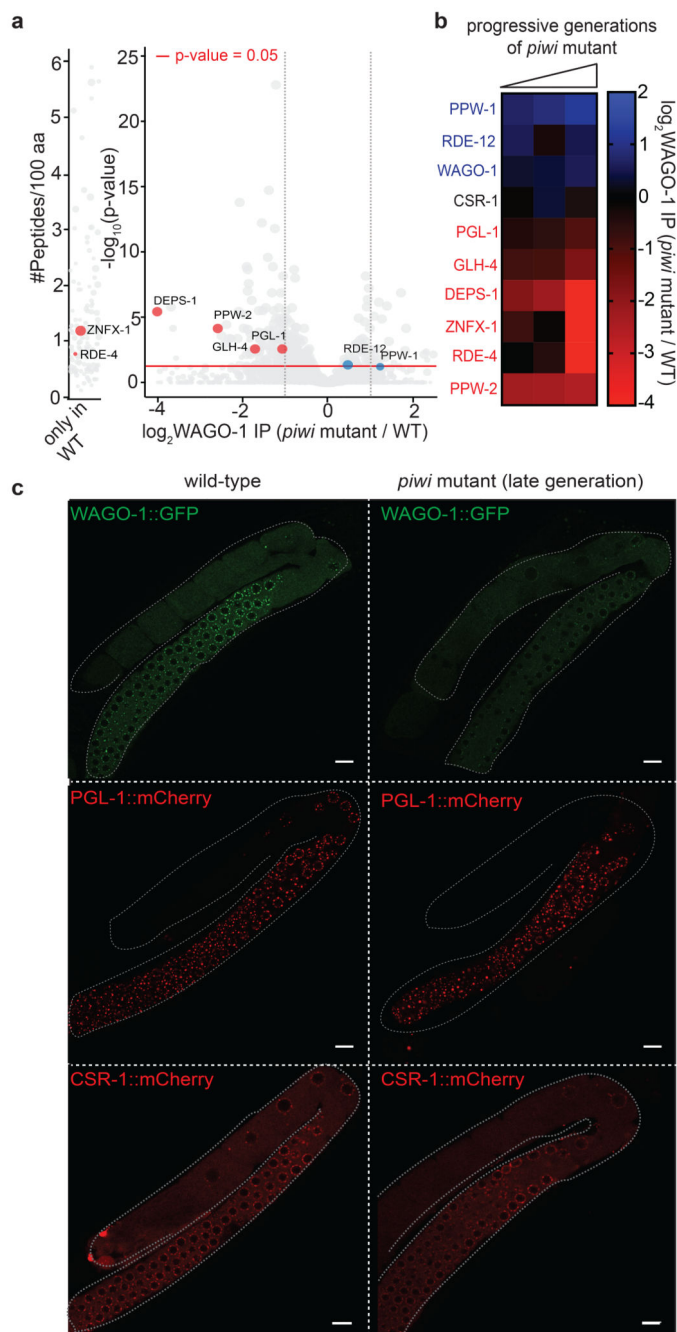 a
#Peptides/100 aa
6
5
4
3
2
1
0
ZNFX-1
RDE-4
only in
WT
-log10(p-value)
25
20
15
10
5
0
p-value = 0.05
DEPS-1
PPW-2
GLH-4
PGL-1
RDE-12
PPW-1
-4
-2
0
2
log2WAGO-1 IP (piwi mutant / WT)
b
progressive generations
of piwi mutant
PPW-1
RDE-12
WAGO-1
CSR-1
PGL-1
GLH-4
DEPS-1
ZNFX-1
RDE-4
PPW-2
2
1
0
-1
-2
-3
-4
log2WAGO-1 IP (piwi mutant / WT)
c
wild-type
piwi mutant (late generation)
WAGO-1::GFP
WAGO-1::GFP
PGL-1::mCherry
PGL-1::mCherry
CSR-1::mCherry
CSR-1::mCherry